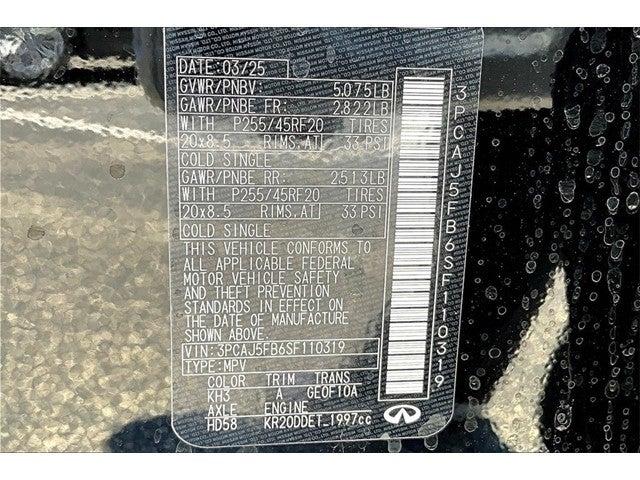 DATE: 03/25
GVWR/PNBV: 5,075LB
GAWR/PNBE FR: 2,822LB
WITH P255/45RF20 TIRES
20x8.5 RIMS.AT 33 PSI
COLD SINGLE
GAWR/PNBE RR: 2,513LB
WITH P255/45RF20 TIRES
20x8.5 RIMS.AT 33 PSI
COLD SINGLE
THIS VEHICLE CONFORMS TO
ALL APPLICABLE FEDERAL
MOTOR VEHICLE SAFETY
AND THEFT PREVENTION
STANDARDS IN EFFECT ON
THE DATE OF MANUFACTURE
SHOWN ABOVE.
VIN: 3PCAJ5FB6SF110319
TYPE: MPV
COLOR TRIM TRANS
KH3 A GE0F10A
AXLE ENGINE
HD58 KR20DDET 1997cc
3PCAJ5FB6SF110319